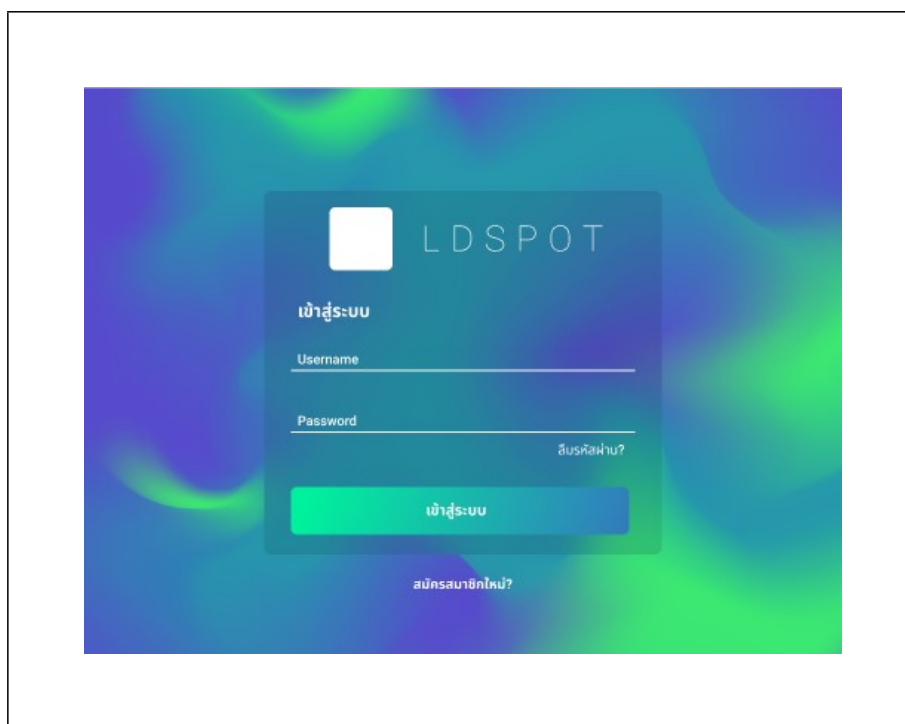 LDSPOT
เข้าสู่ระบบ
Username
Password
ลืมรหัสผ่าน?
เข้าสู่ระบบ
สมัครสมาชิกใหม่?